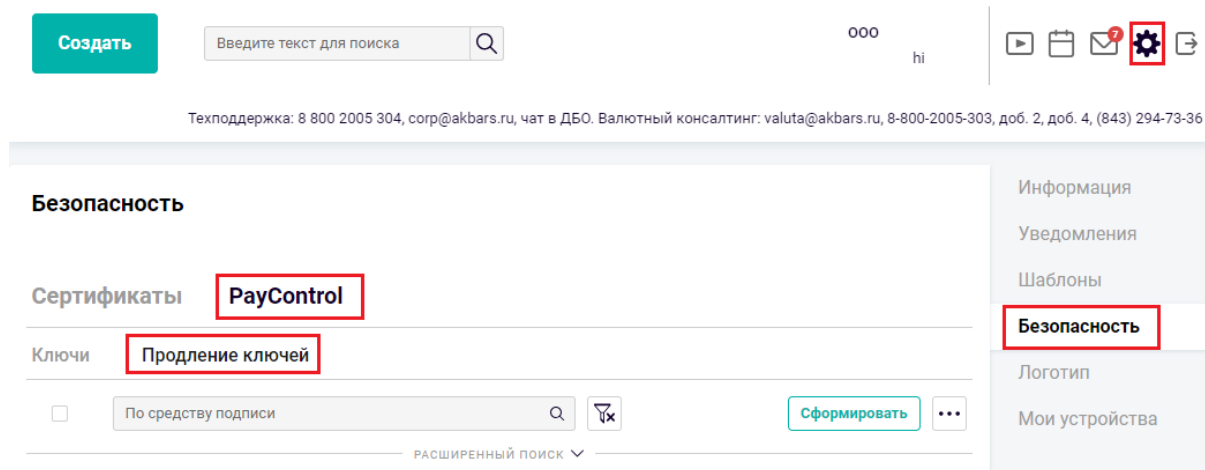 Создать
Введите текст для поиска
ООО
hi
7
Техподдержка: 8 800 2005 304, corp@akbars.ru, чат в ДБО. Валютный консалтинг: valuta@akbars.ru, 8-800-2005-303, доб. 2, доб. 4, (843) 294-73-36
Безопасность
Сертификаты PayControl
Ключи Продление ключей
По средству подписи
Сформировать
РАСШИРЕННЫЙ ПОИСК
Информация
Уведомления
Шаблоны
Безопасность
Логотип
Мои устройства